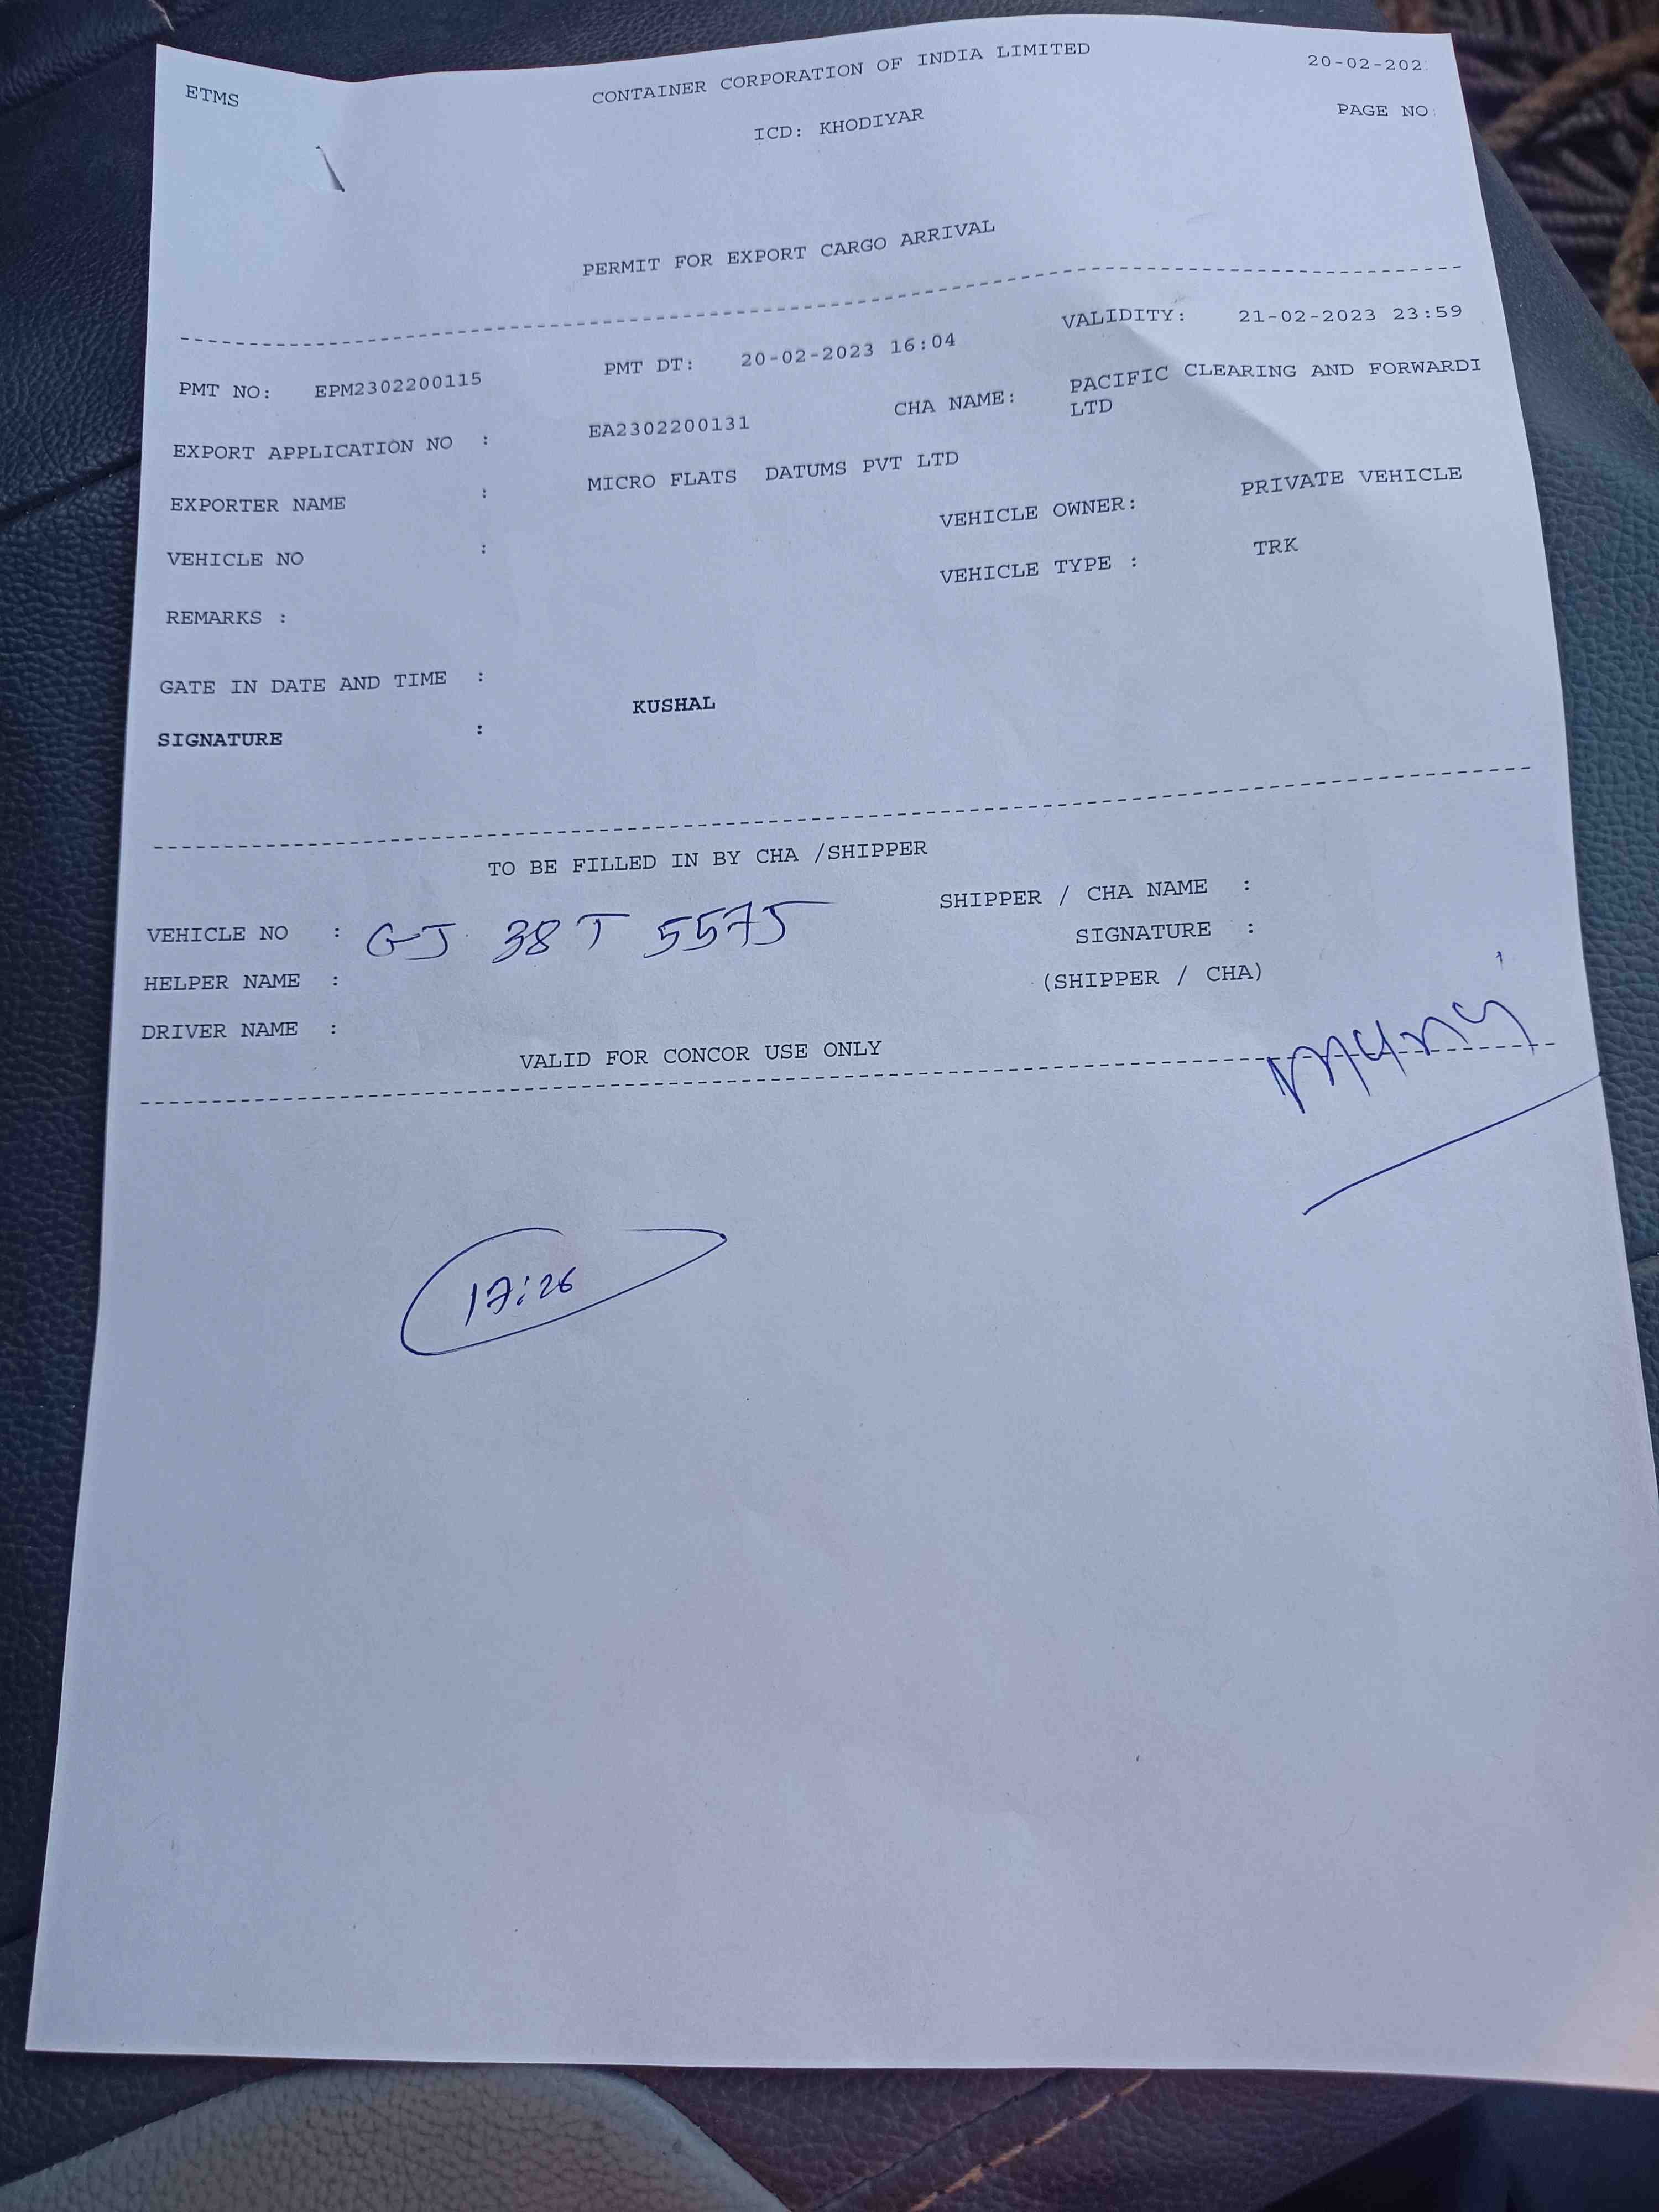 ETMS CONTAINER CORPORATION OF INDIA LIMITED 20-02-202
ICD: KHODIYAR PAGE NO
PERMIT FOR EXPORT CARGO ARRIVAL
PMT NO: EPM2302200115 PMT DT: 20-02-2023 16:04 VALIDITY: 21-02-2023 23:59
EXPORT APPLICATION NO : EA2302200131 CHA NAME: PACIFIC CLEARING AND FORWARDI
LTD
EXPORTER NAME : MICRO FLATS DATUMS PVT LTD
VEHICLE NO : VEHICLE OWNER: PRIVATE VEHICLE
REMARKS : VEHICLE TYPE : TRK
GATE IN DATE AND TIME :
SIGNATURE : KUSHAL
TO BE FILLED IN BY CHA /SHIPPER
VEHICLE NO : GJ 38 T 5575 SHIPPER / CHA NAME :
HELPER NAME : SIGNATURE :
DRIVER NAME : (SHIPPER / CHA)
VALID FOR CONCOR USE ONLY
17:26